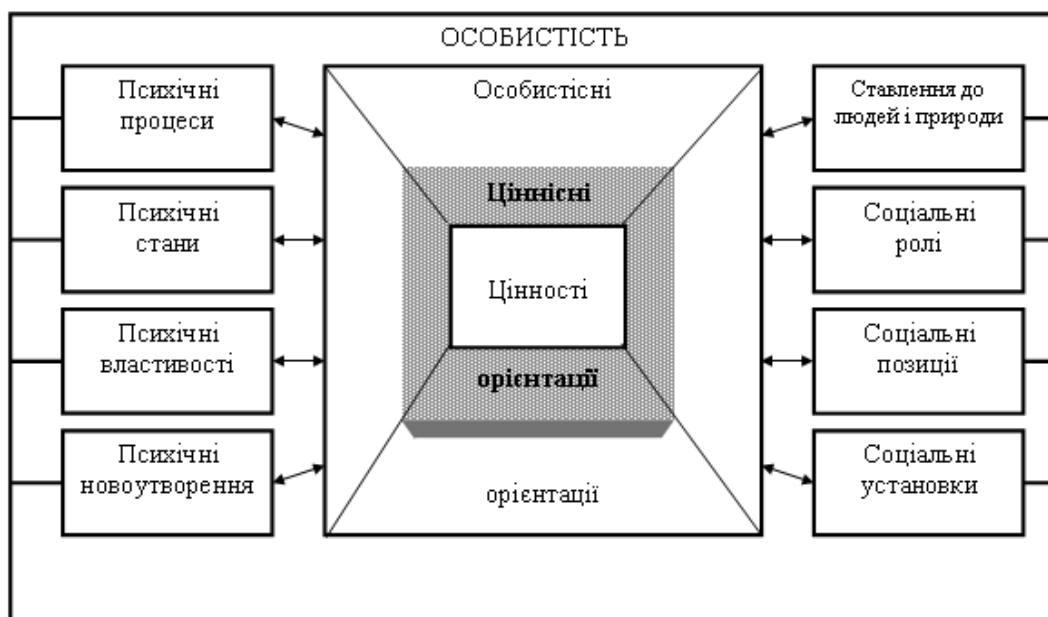 ОСОБИСТІСТЬ
Психічні
процеси
Психічні
стани
Психічні
властивості
Психічні
новоутворення
Особистісні
Ціннісні
Цінності
орієнтації
орієнтації
Ставлення до
людей і природи
Соціальні
ролі
Соціальні
позиції
Соціальні
установки